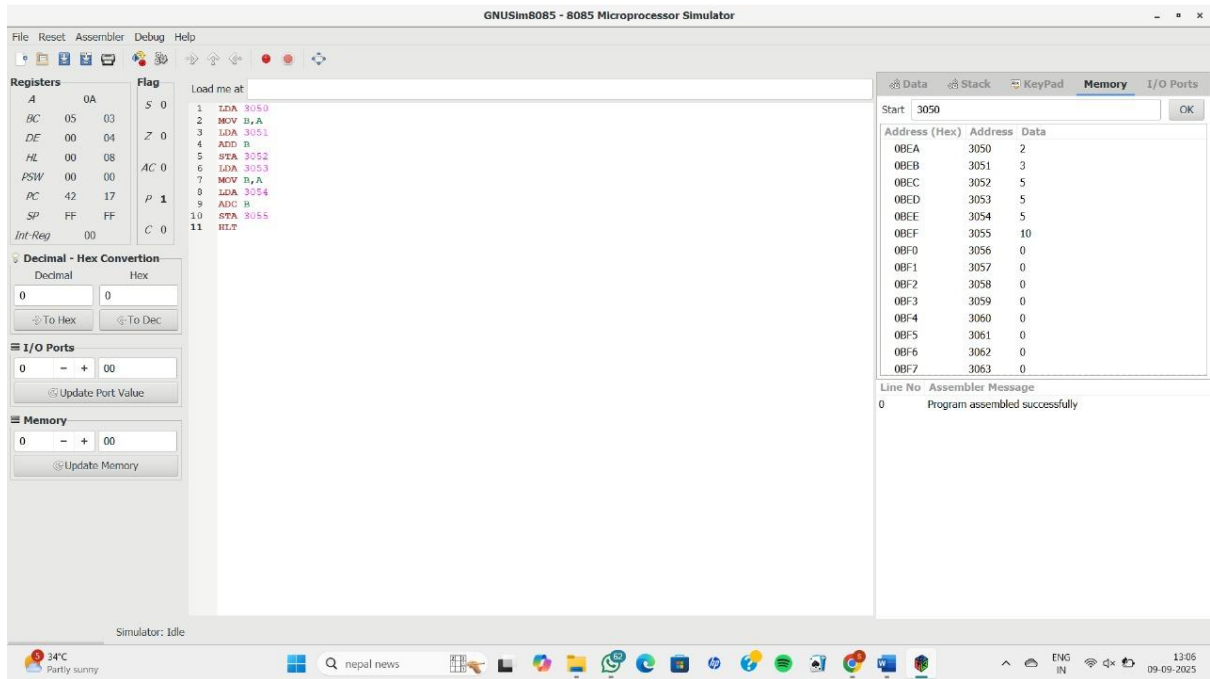 GNUSim8085 - 8085 Microprocessor Simulator
File Reset Assembler Debug Help
Registers
A 0A
BC 05 03
DE 00 04
HL 00 08
PSW 00 00
PC 42 17
SP FF FF
Int-Reg 00
Flag
S 0
Z 0
AC 0
P 1
C 0
Decimal - Hex Convertion
Decimal Hex
0 0
To Hex To Dec
I/O Ports
0 - + 00
Update Port Value
Memory
0 - + 00
Update Memory
Load me at
1 LDA 3050
2 MOV B,A
3 LDA 3051
4 ADD B
5 STA 3052
6 LDA 3053
7 MOV B,A
8 LDA 3054
9 ADC B
10 STA 3055
11 HLT
Data Stack KeyPad Memory I/O Ports
Start 3050 OK
Address (Hex) Address Data
0BEA 3050 2
0BEB 3051 3
0BEC 3052 5
0BED 3053 5
0BEE 3054 5
0BEF 3055 10
0BF0 3056 0
0BF1 3057 0
0BF2 3058 0
0BF3 3059 0
0BF4 3060 0
0BF5 3061 0
0BF6 3062 0
0BF7 3063 0
Line No Assembler Message
0 Program assembled successfully
Simulator: Idle
5
34°C
Partly sunny
nepal news
62
ENG
IN
13:06
09-09-2025